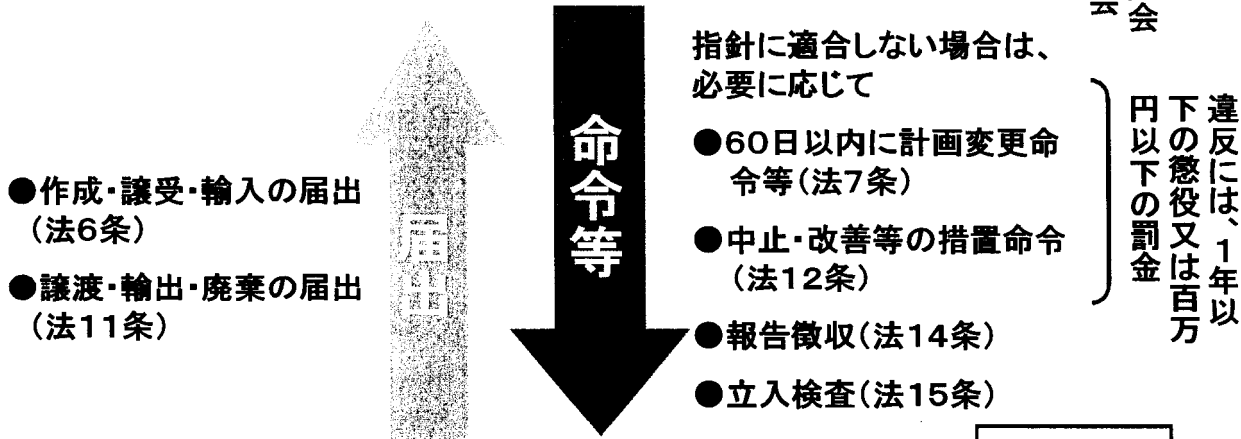 ●作成・譲受・輸入の届出
(法6条)
●譲渡・輸出・廃棄の届出
(法11条)
届出
命令等
指針に適合しない場合は、
必要に応じて
●60日以内に計画変更命
令等(法7条)
●中止・改善等の措置命令
(法12条)
●報告徴収(法14条)
●立入検査(法15条)
違反には、1年以
下の懲役又は百万
円以下の罰金
会